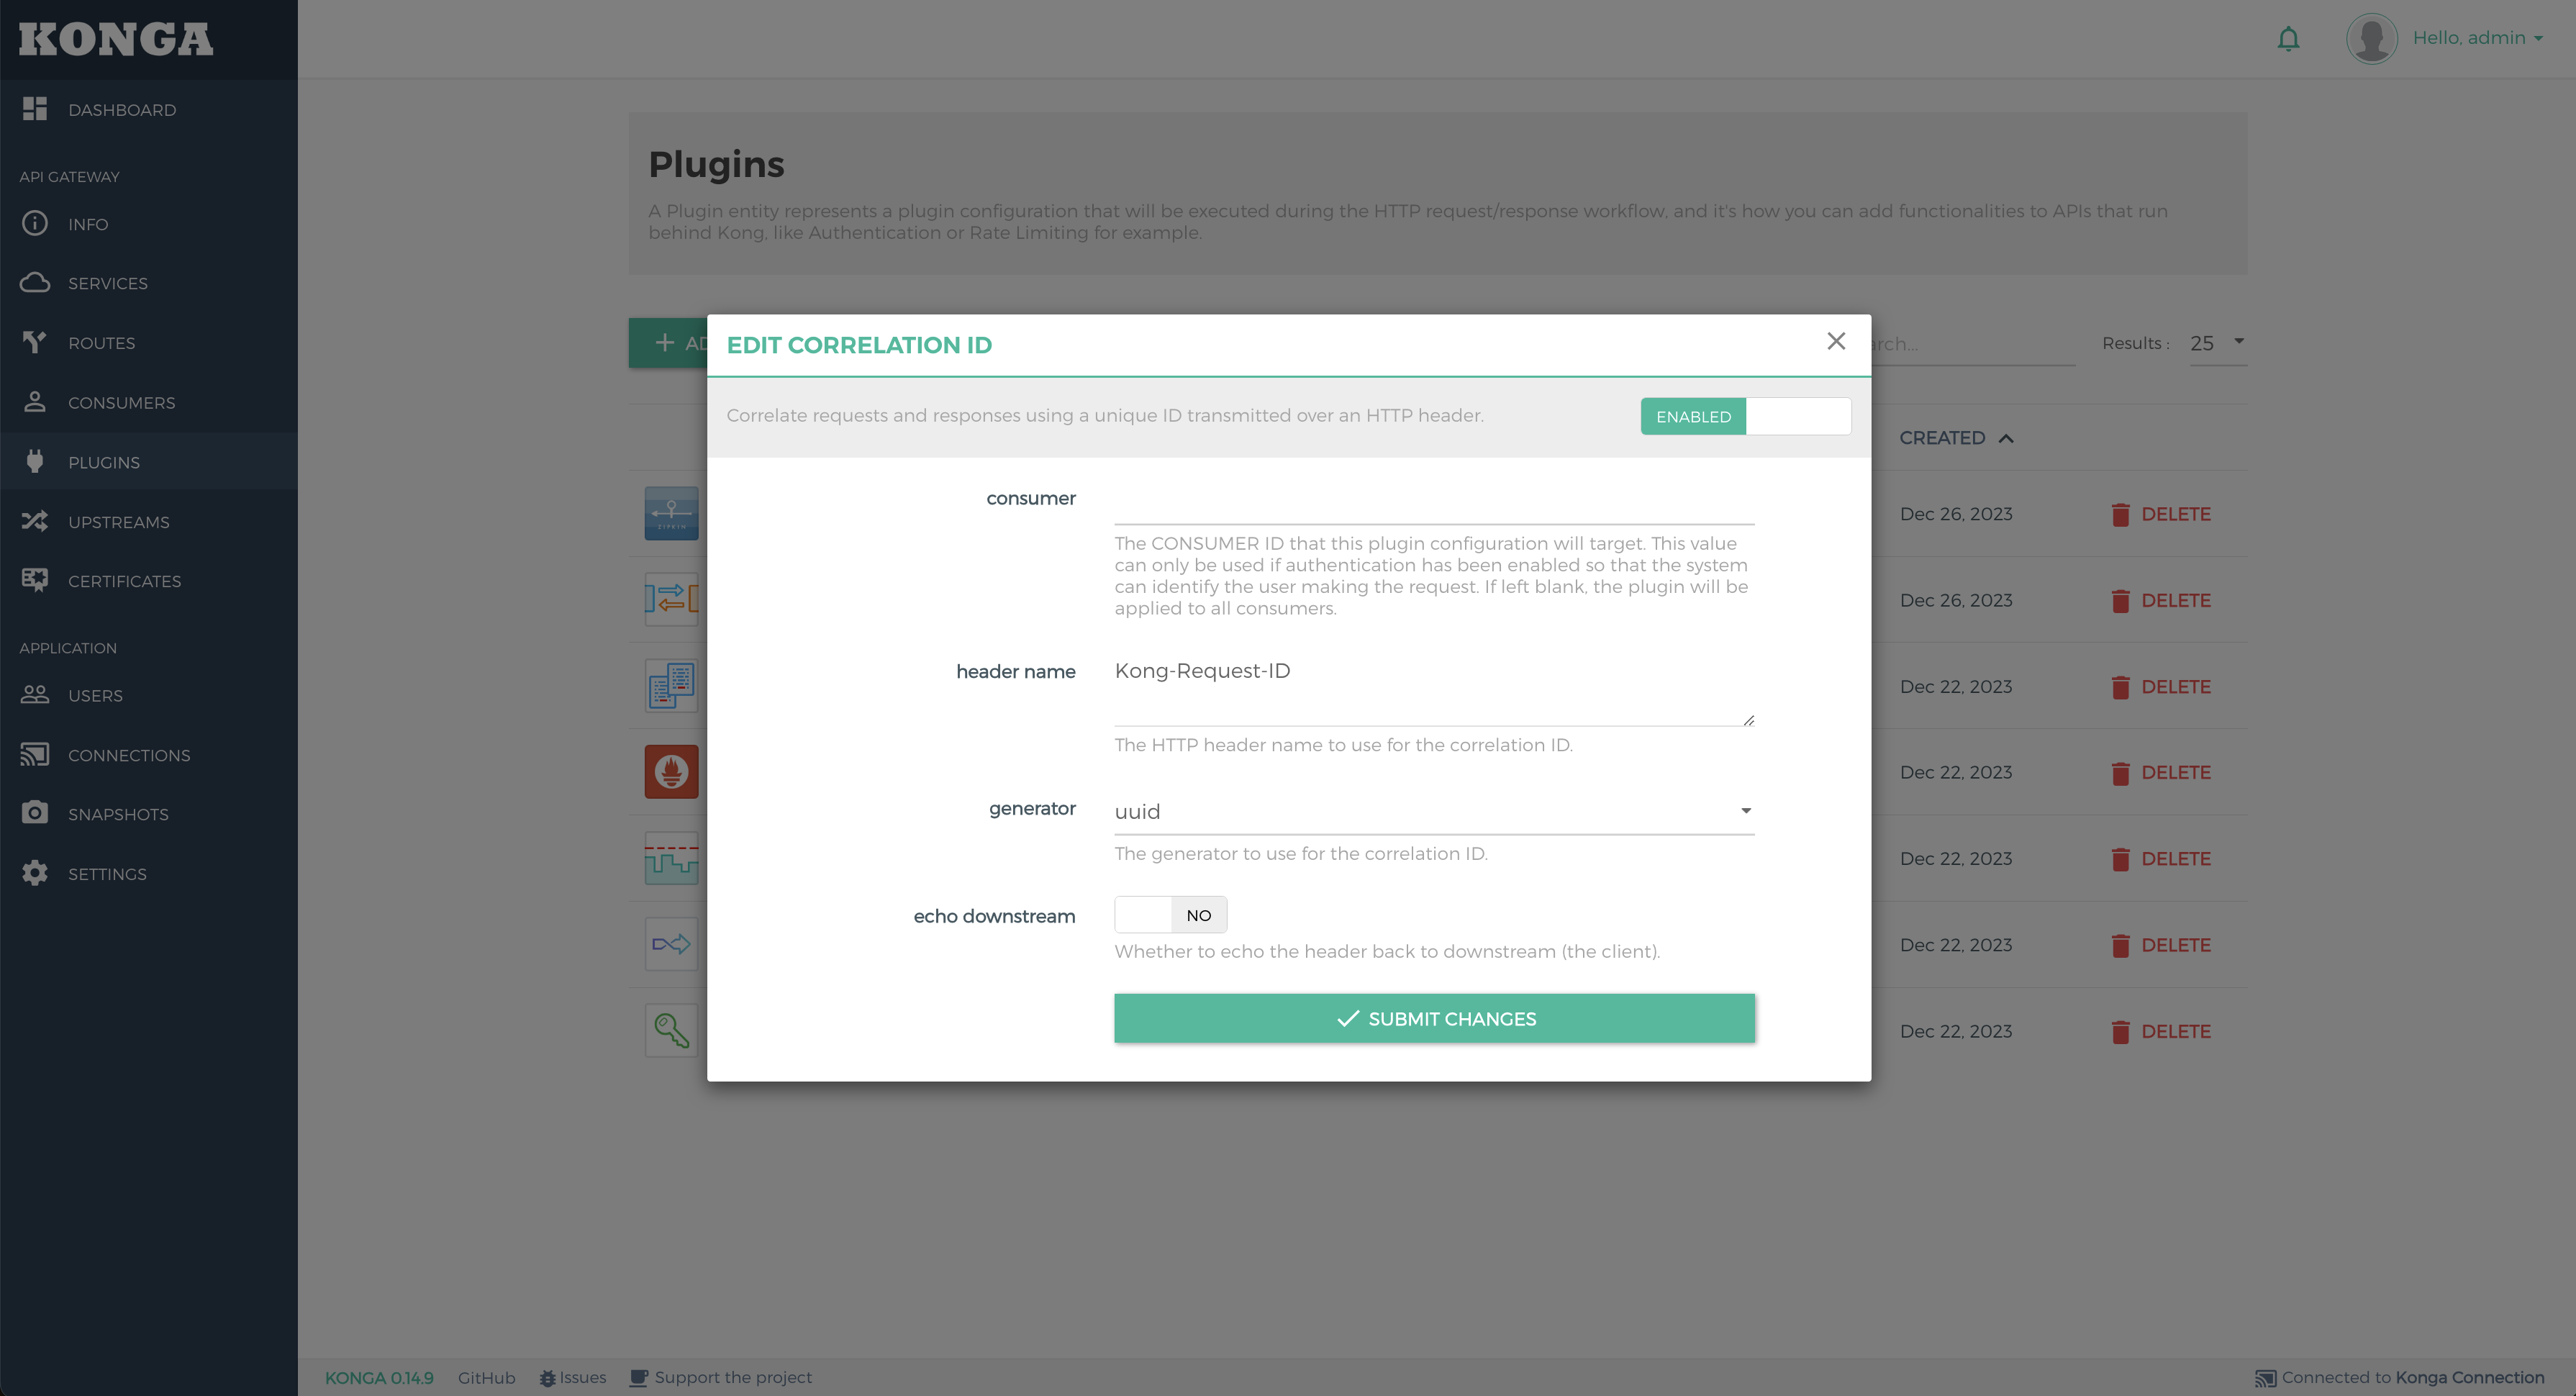 KONGA
Hello, admin
DASHBOARD
API GATEWAY
INFO
SERVICES
ROUTES
CONSUMERS
PLUGINS
UPSTREAMS
CERTIFICATES
APPLICATION
USERS
CONNECTIONS
SNAPSHOTS
SETTINGS
Plugins
A Plugin entity represents a plugin configuration that will be executed during the HTTP request/response workflow, and it's how you can add functionalities to APIs that run
behind Kong, like Authentication or Rate Limiting for example.
Results : 25
CREATED
ZIPKIN
Dec 26, 2023 DELETE
Dec 26, 2023 DELETE
Dec 22, 2023 DELETE
Dec 22, 2023 DELETE
Dec 22, 2023 DELETE
Dec 22, 2023 DELETE
Dec 22, 2023 DELETE
EDIT CORRELATION ID
Correlate requests and responses using a unique ID transmitted over an HTTP header.
ENABLED
consumer
The CONSUMER ID that this plugin configuration will target. This value
can only be used if authentication has been enabled so that the system
can identify the user making the request. If left blank, the plugin will be
applied to all consumers.
header name
Kong-Request-ID
The HTTP header name to use for the correlation ID.
generator
uuid
The generator to use for the correlation ID.
echo downstream
NO
Whether to echo the header back to downstream (the client).
SUBMIT CHANGES
KONGA 0.14.9 GitHub Issues Support the project
Connected to Konga Connection